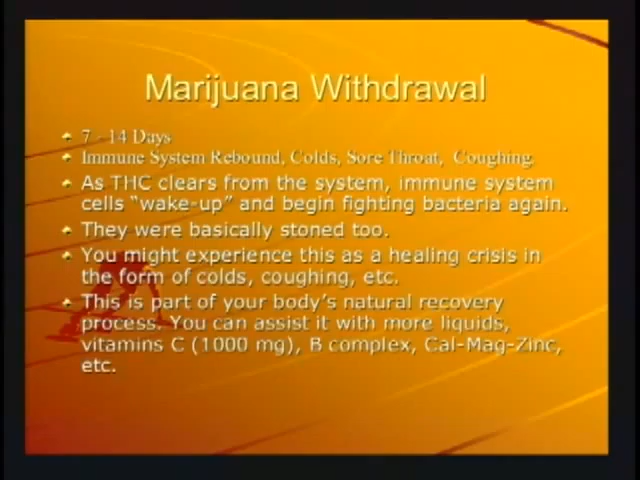 Marijuana Withdrawal
7 - 14 Days
Immune System Rebound, Colds, Sore Throat, Coughing.
As THC clears from the system, immune system
cells “wake-up” and begin fighting bacteria again.
They were basically stoned too.
You might experience this as a healing crisis in
the form of colds, coughing, etc.
This is part of your body’s natural recovery
process. You can assist it with more liquids,
vitamins C (1000 mg), B complex, Cal-Mag-Zinc,
etc.